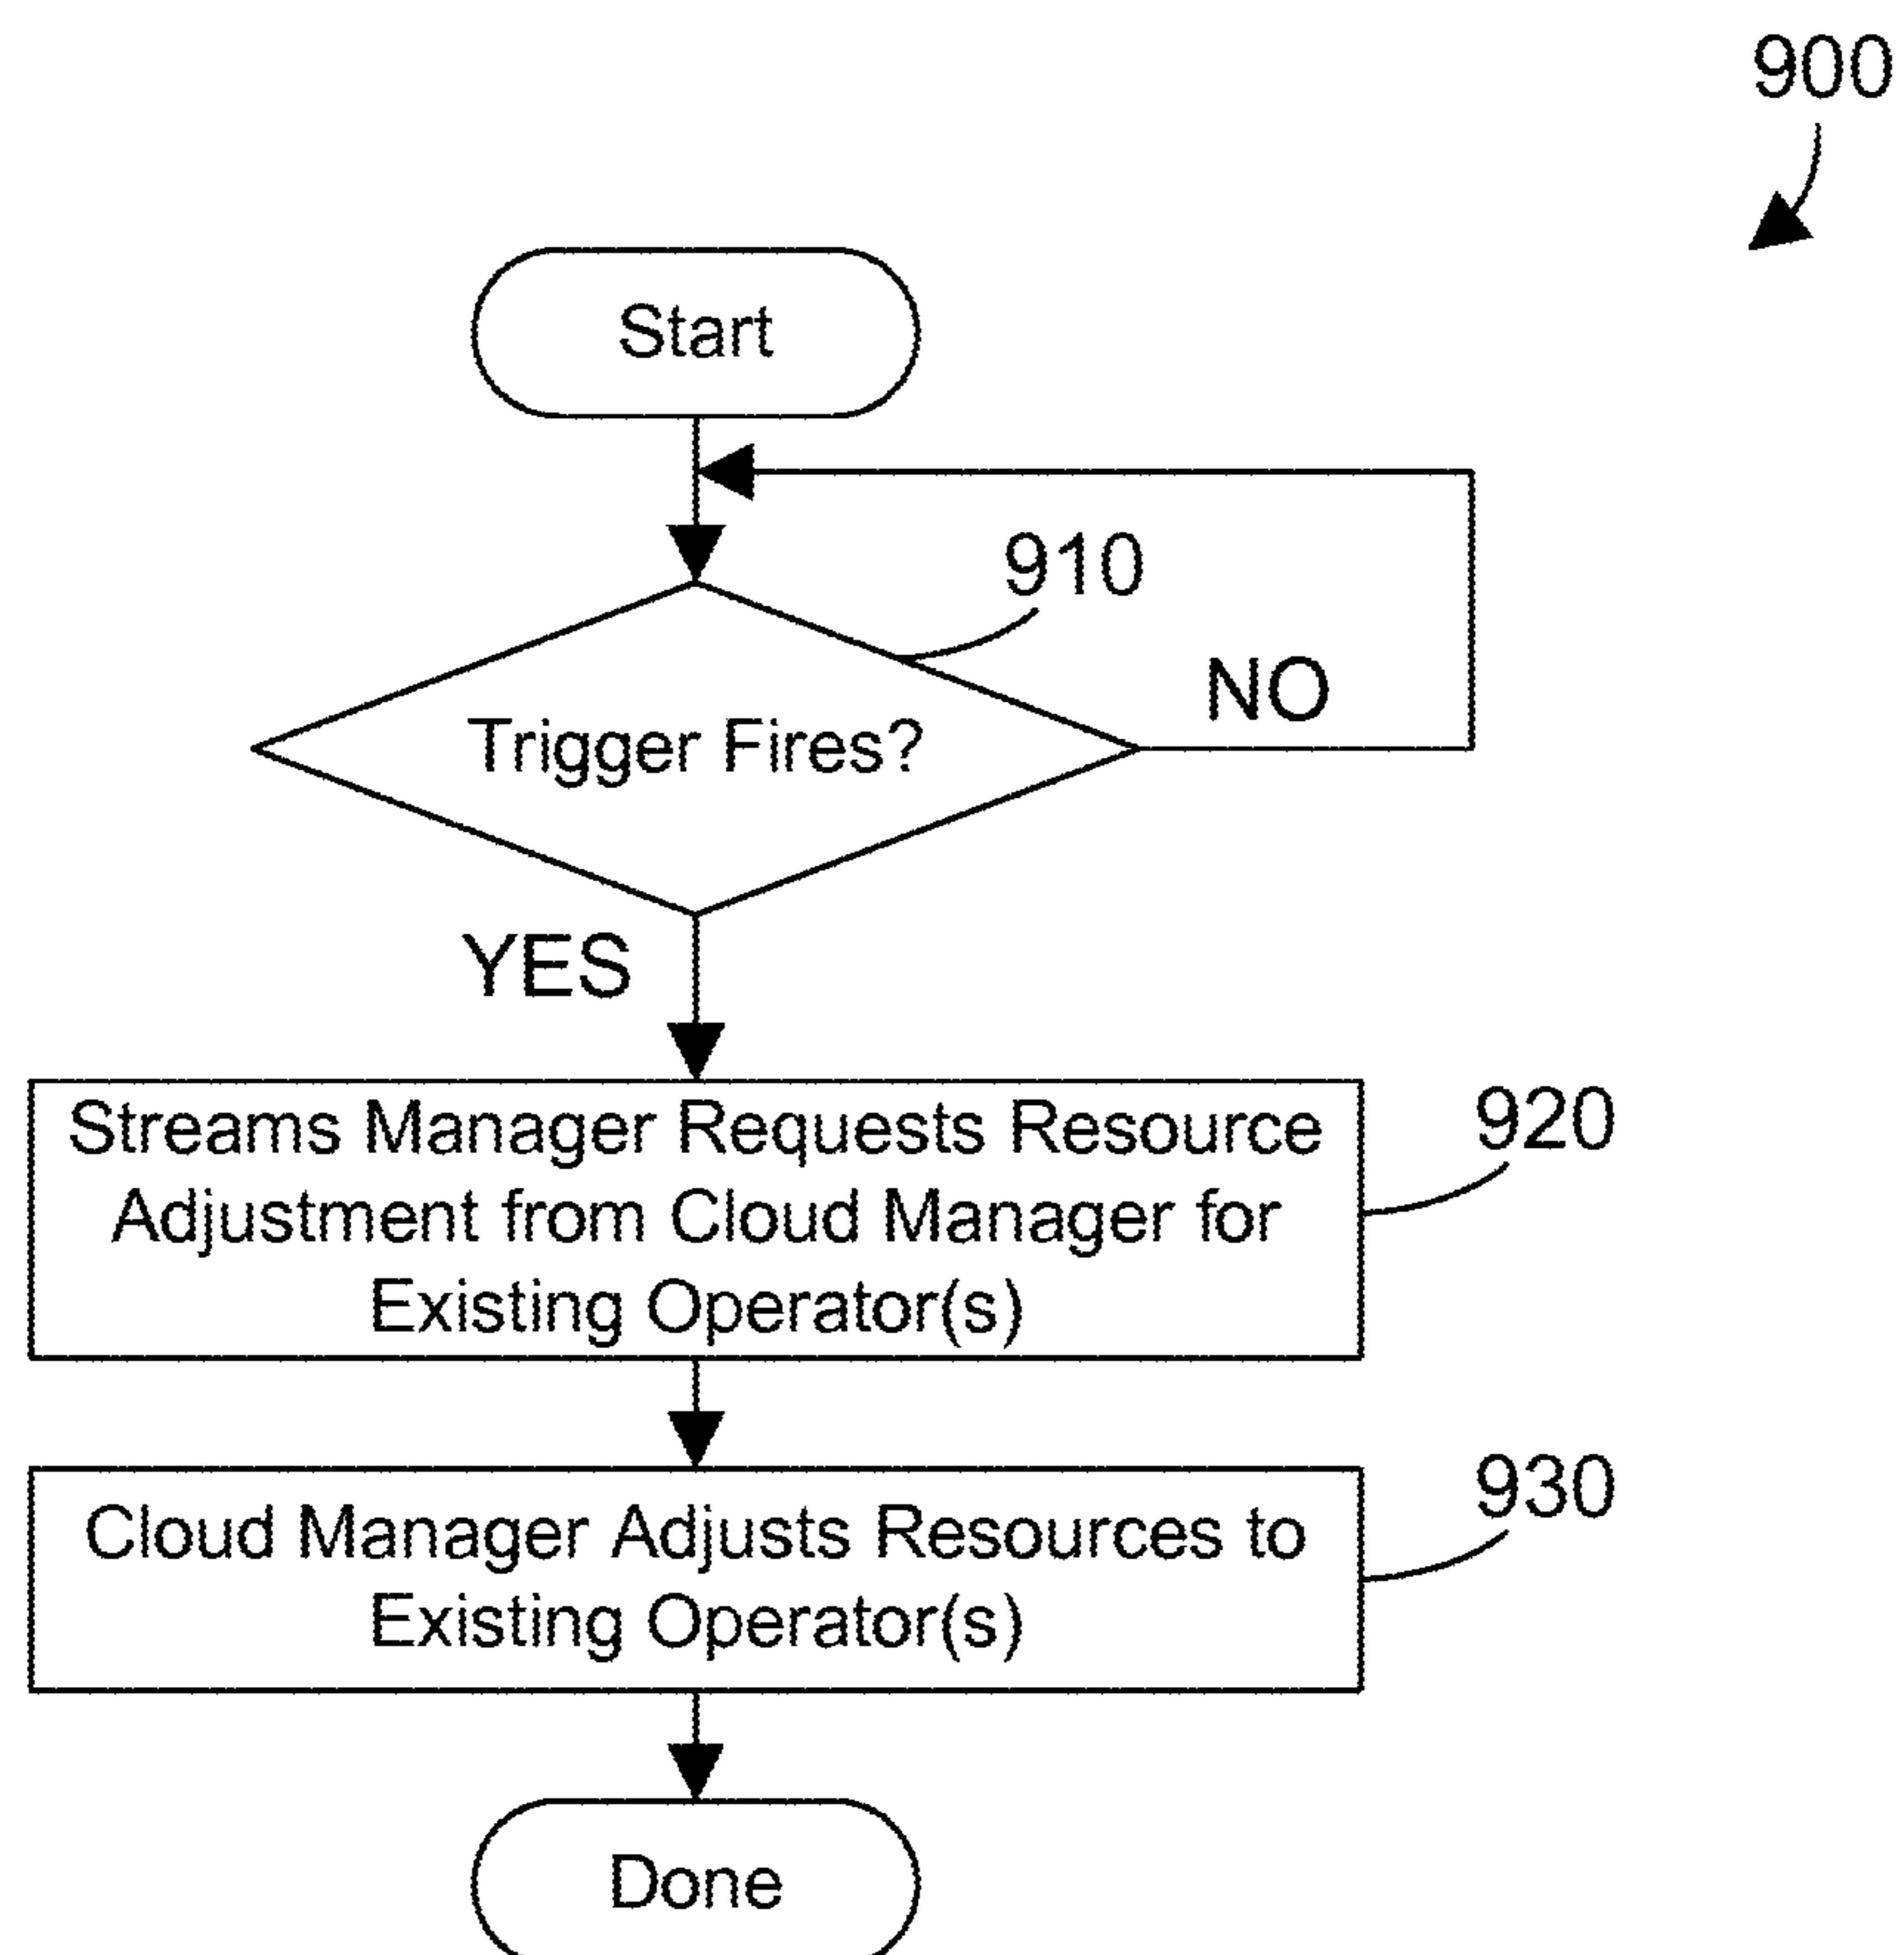 900
Start
910
NO
Trigger Fires?
YES
Streams Manager Requests Resource
Adjustment from Cloud Manager for
Existing Operator(s)
920
Cloud Manager Adjusts Resources to
Existing Operator(s)
930
Done